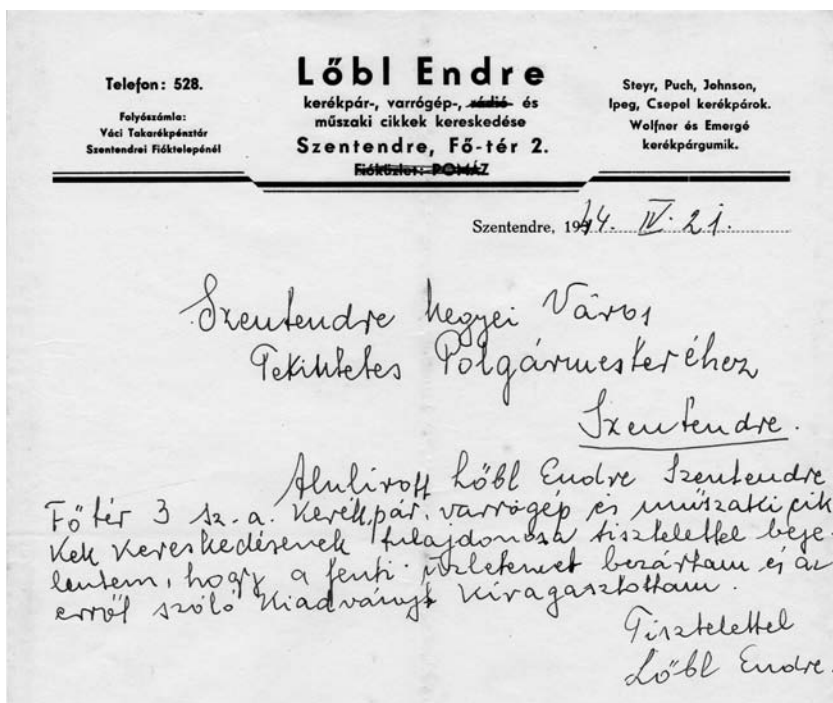 Telefon: 528.
Folyószámla:
Váci Takarékpénztár
Szentendrei Fióktelepénél
Lőbl Endre
kerékpár-, varrógép-, rádió- és
műszaki cikkek kereskedése
Szentendre, Fő-tér 2.
Fióküzlet: POMÁZ
Steyr, Puch, Johnson,
Ipeg, Csepel kerékpárok.
Wolfner és Emergé
kerékpárgumik.
Szentendre, 1944. IV. 21.
Szentendre Megyei Város
Tekintetes Polgármesteréhez
Szentendre.
Alulirott Lőbl Endre Szentendre
Fő tér 3 sz. a. kerékpár, varrógép és műszaki cik
kek kereskedésenek tulajdonosa tisztelettel beje-
lentem, hogy a fenti üzletemet bezártam és az
erről szóló kiadványt kiragasztottam.
Tisztelettel
Lőbl Endre.